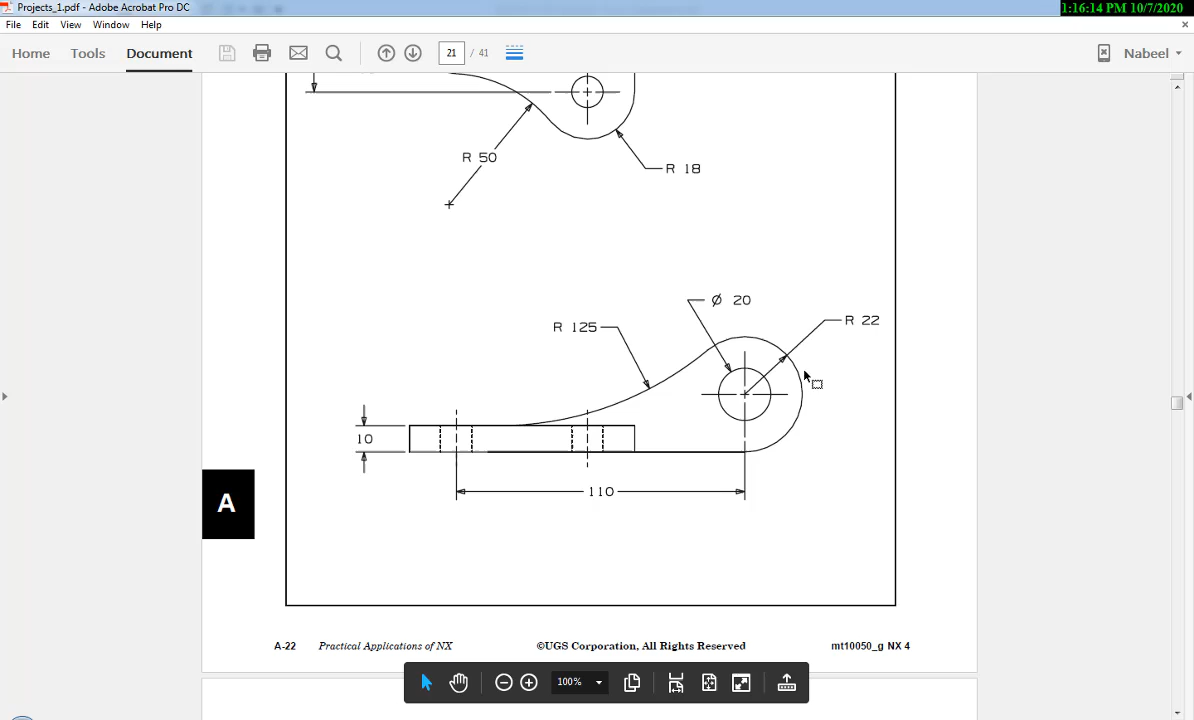 Projects_1.pdf - Adobe Acrobat Pro DC
1:16:14 PM 10/7/2020
File Edit View Window Help
Home Tools Document 21 / 41 Nabeel
R 50
R 18
Ø 20
R 22
R 125
10
110
A
A-22 Practical Applications of NX ©UGS Corporation, All Rights Reserved mt10050_g NX 4
100%